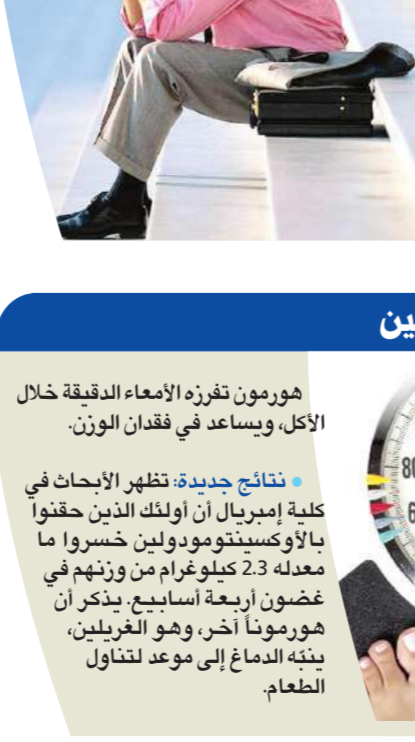 ين
هورمون تفرزه الأمعاء الدقيقة خلال
الأكل، ويساعد في فقدان الوزن.
• نتائج جديدة: تظهر الأبحاث في
كلية إمبريال أن أولئك الذين حقنوا
بالأوكسينتومودولين خسروا ما
معدله 2.3 كيلوغرام من وزنهم في
غضون أربعة أسابيع. يذكر أن
هورموناً آخر، وهو الغريلين،
ينبّه الدماغ إلى موعد لتناول
الطعام.
80